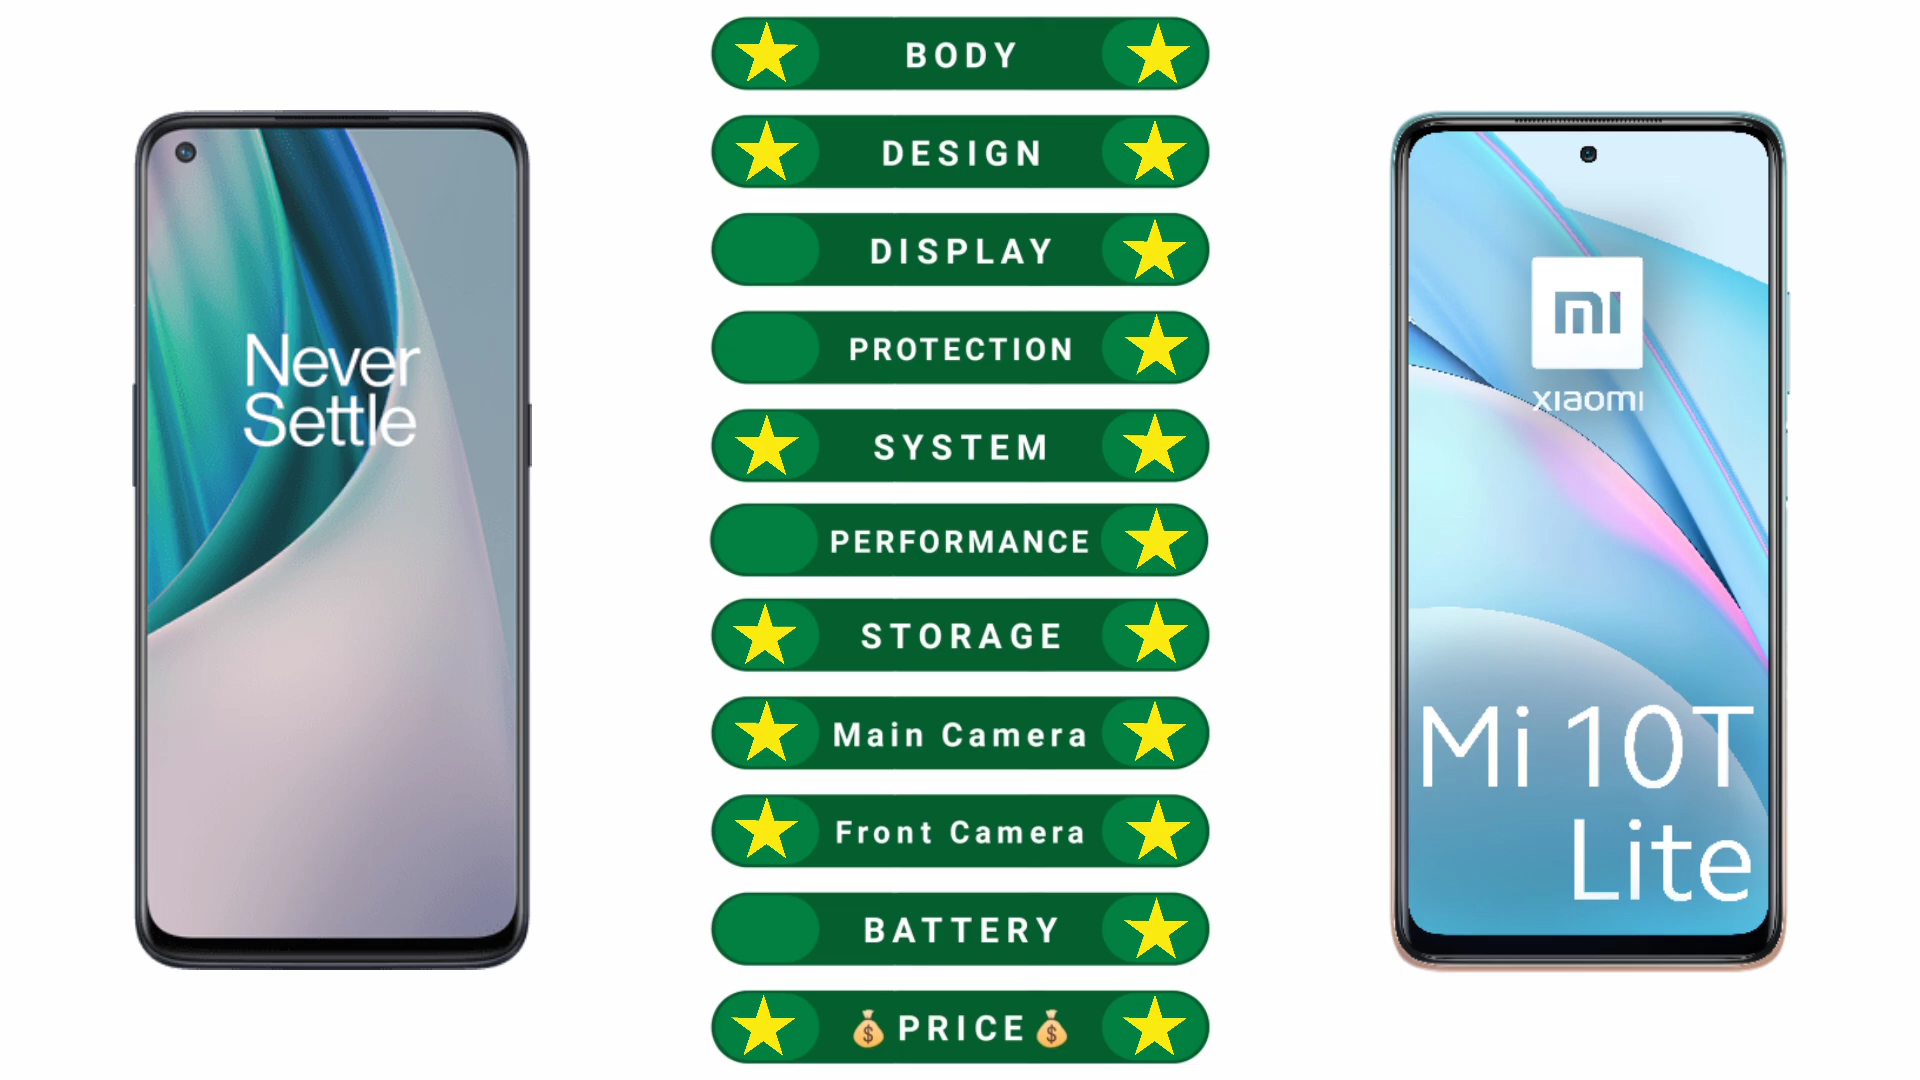 Never
Settle
BODY
DESIGN
DISPLAY
PROTECTION
SYSTEM
PERFORMANCE
STORAGE
Main Camera
Front Camera
BATTERY
$ PRICE $
mi
xiaomi
Mi 10T
Lite